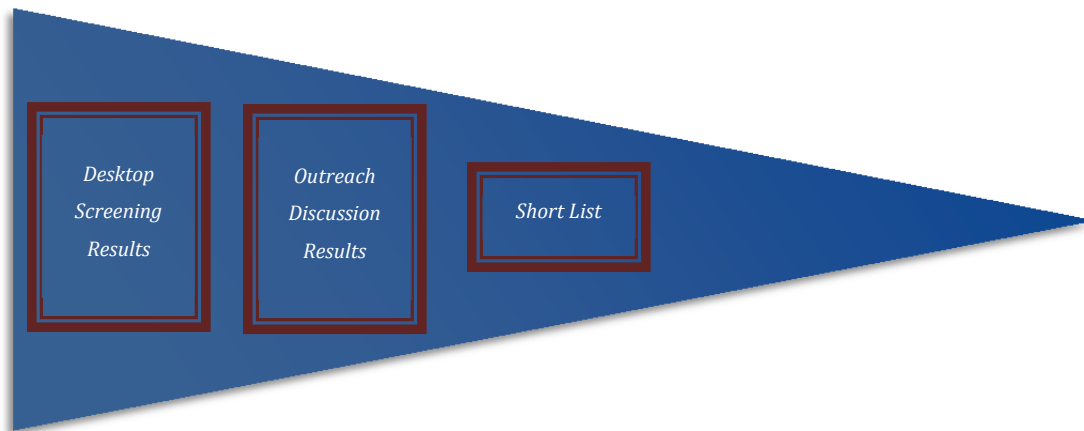 Desktop
Screening
Results
Outreach
Discussion
Results
Short List